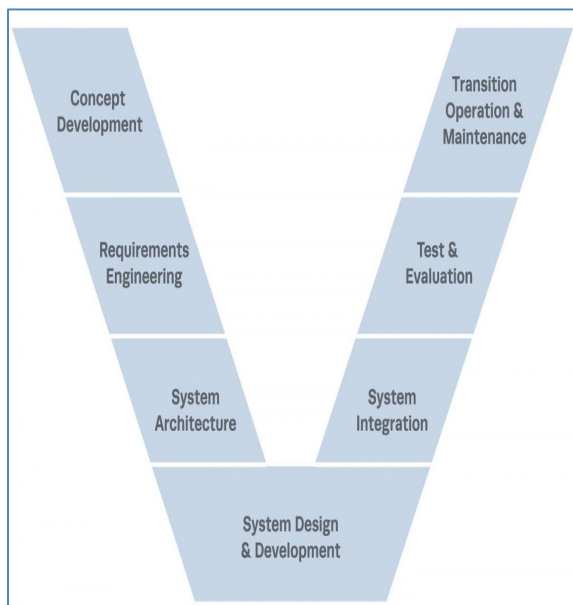 Concept
Development
Requirements
Engineering
System
Architecture
System Design
& Development
System
Integration
Test &
Evaluation
Transition
Operation &
Maintenance